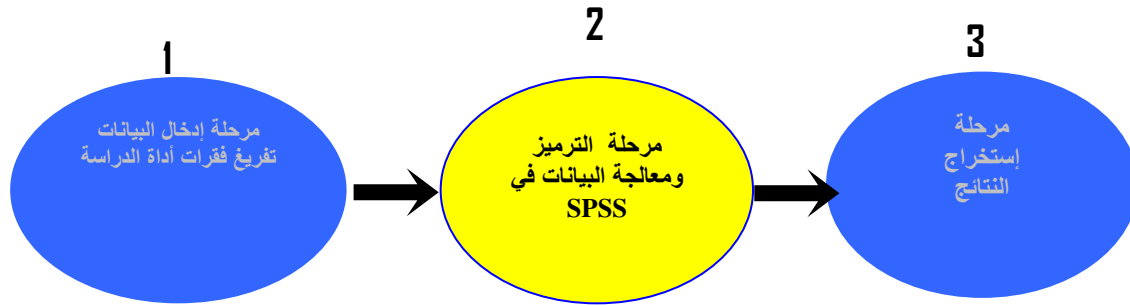 1
مرحلة إدخال البيانات
تفريغ فقرات أداة الدراسة
2
مرحلة الترميز
ومعالجة البيانات في
SPSS
3
مرحلة
إستخراج
النتائج